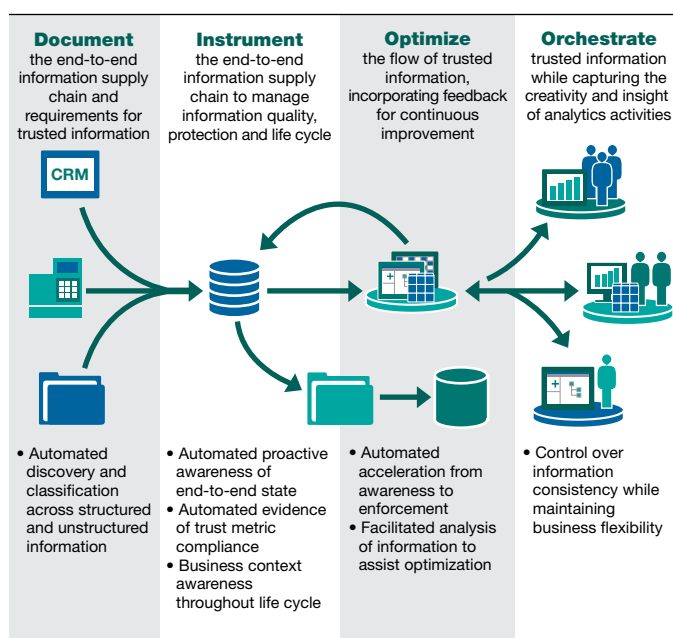 Document
the end-to-end
information supply
chain and
requirements for
trusted information
Instrument
the end-to-end
information supply
chain to manage
information quality,
protection and life cycle
Optimize
the flow of trusted
information,
incorporating feedback
for continuous
improvement
Orchestrate
trusted information
while capturing the
creativity and insight
of analytics activities
CRM
• Automated
discovery and
classification
across structured
and unstructured
information
• Automated proactive
awareness of
end-to-end state
• Automated evidence
of trust metric
compliance
• Business context
awareness
throughout life cycle
• Automated
acceleration from
awareness to
enforcement
• Facilitated analysis
of information to
assist optimization
• Control over
information
consistency while
maintaining
business flexibility